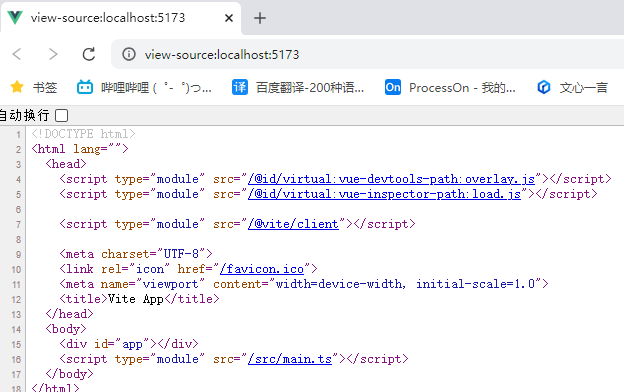 view-source:localhost:5173
view-source:localhost:5173
书签 哔哩哔哩 (゜-゜)つ... 译 百度翻译-200种语... On ProcessOn - 我的... 文心一言
自动换行
1 <!DOCTYPE html>
2 <html lang="">
3 <head>
4 <script type="module" src="/@id/virtual:vue-devtools-path:overlay.js"></script>
5 <script type="module" src="/@id/virtual:vue-inspector-path:load.js"></script>
6
7 <script type="module" src="/@vite/client"></script>
8
9 <meta charset="UTF-8">
10 <link rel="icon" href="/favicon.ico">
11 <meta name="viewport" content="width=device-width, initial-scale=1.0">
12 <title>Vite App</title>
13 </head>
14 <body>
15 <div id="app"></div>
16 <script type="module" src="/src/main.ts"></script>
17 </body>
18 </html>